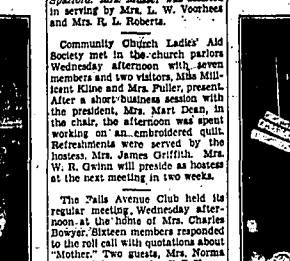 in serving by Mrs. L. W. Voorhees
and Mrs. R. L. Roberts.
Community Church Ladies' Aid
Society met in the church parlors
Wednesday afternoon with seven
members and two visitors, Miss Mill-
icent Kline and Mrs. Fuller, present.
After a short business session with
the president, Mrs. Mart Dean, in
the chair, the afternoon was spent
working on an embroidered quilt.
Refreshments were served by the
hostess, Mrs. James Griffith. Mrs.
W. R. Gwinn will preside as hostess
at the next meeting in two weeks.
The Falls Avenue Club held its
regular meeting Wednesday after-
noon at the home of Mrs. Charles
Bowyer. Sixteen members responded
to the roll call with quotations about
"Mother." Two guests, Mrs. Norma